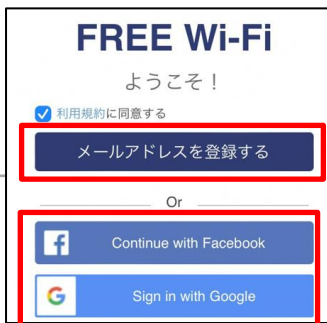 FREE Wi-Fi
ようこそ！
利用規約に同意する
メールアドレスを登録する
Or
Continue with Facebook
Sign in with Google